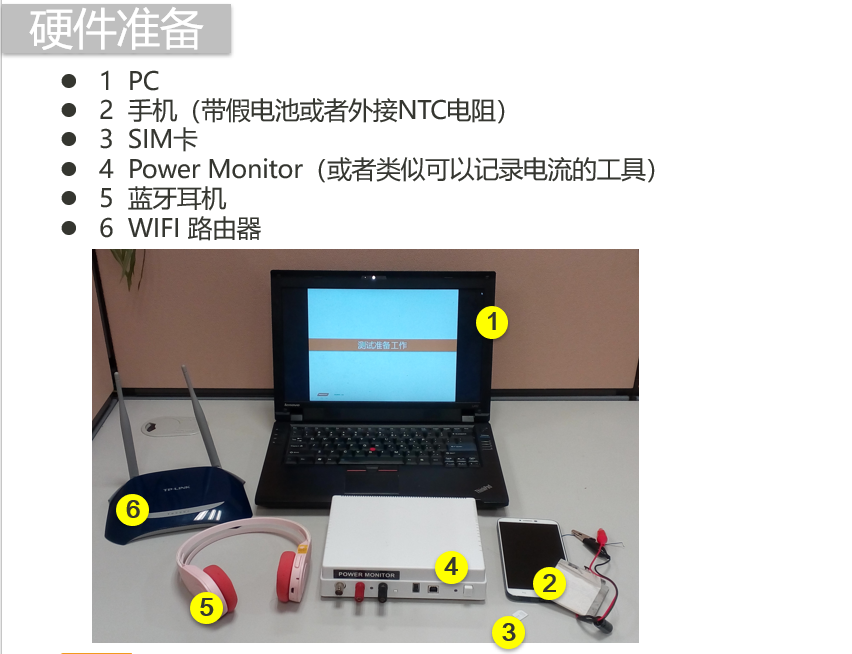 硬件准备
● 1 PC
● 2 手机（带假电池或者外接NTC电阻）
● 3 SIM卡
● 4 Power Monitor（或者类似可以记录电流的工具）
● 5 蓝牙耳机
● 6 WIFI 路由器
1
测试准备工作
ThinkPad
TP-LINK
6
4
POWER MONITOR
2
5
3